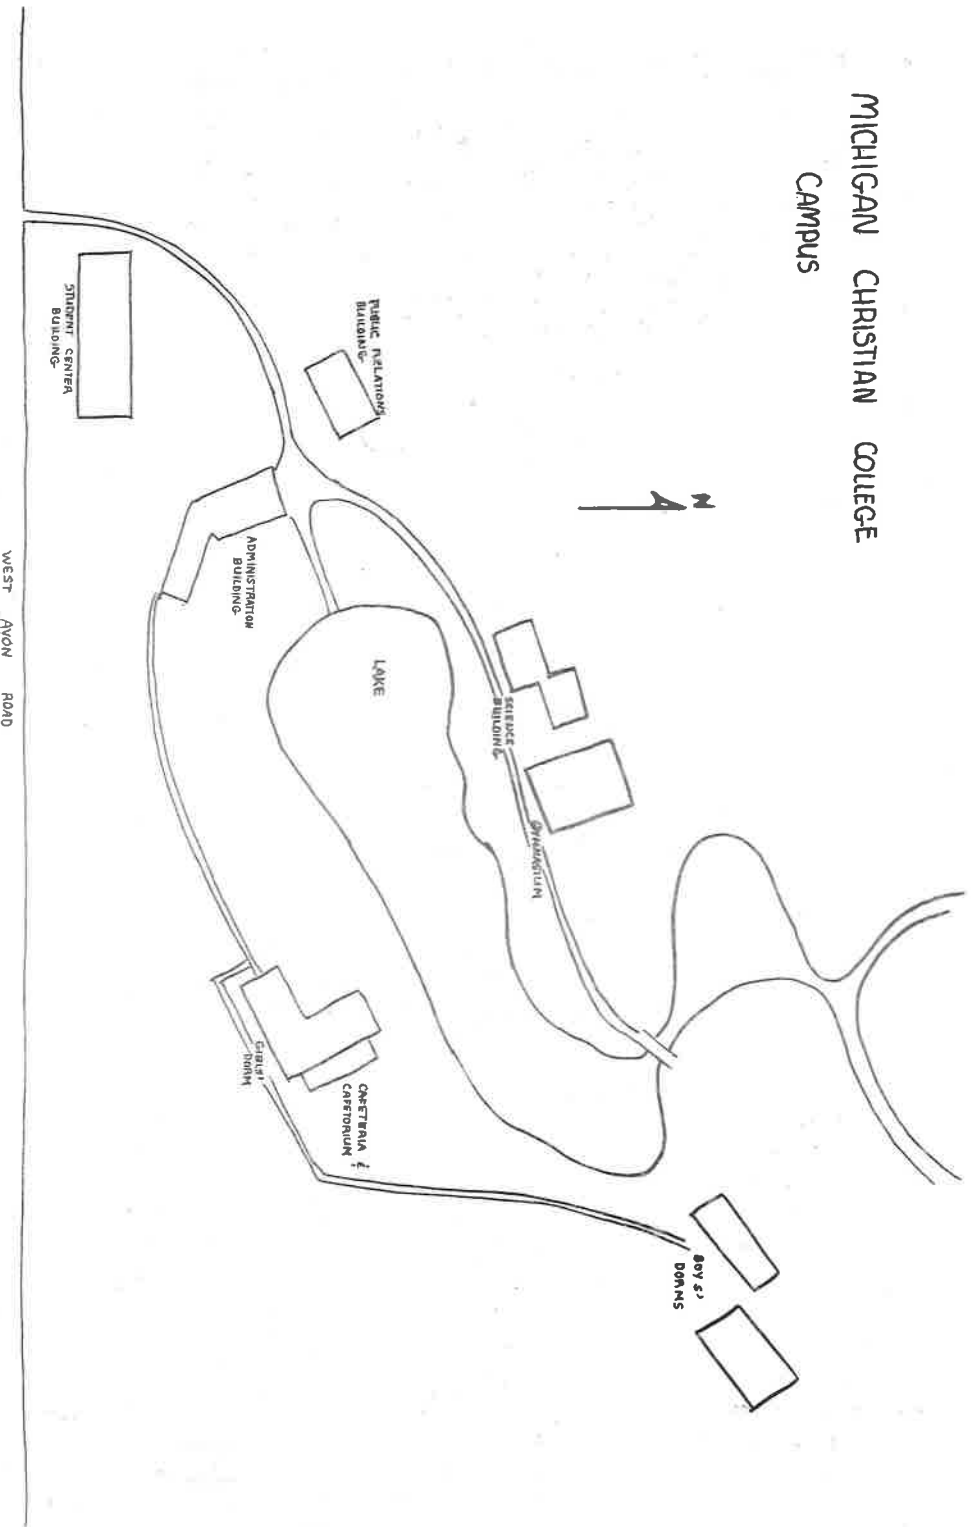 MICHIGAN CHRISTIAN COLLEGE
CAMPUS
N
PUBLIC RELATIONS
BUILDING
STUDENT CENTER
BUILDING
ADMINISTRATION
BUILDING
LAKE
SCIENCE
BUILDING
GYMNASIUM
GIRLS'
DORM
CAFETERIA &
CAFETORIUM
BOYS'
DORMS
WEST AVON ROAD